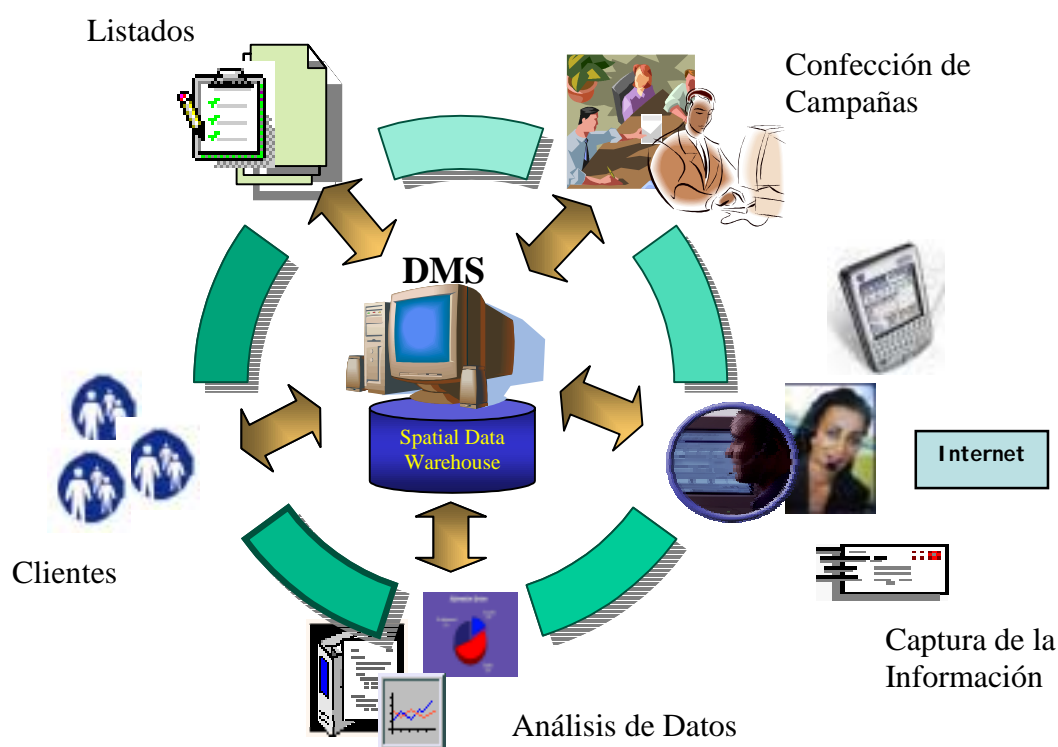 Listados
Confección de
Campañas
DMS
Spatial Data
Warehouse
Internet
Clientes
Captura de la
Información
Análisis de Datos